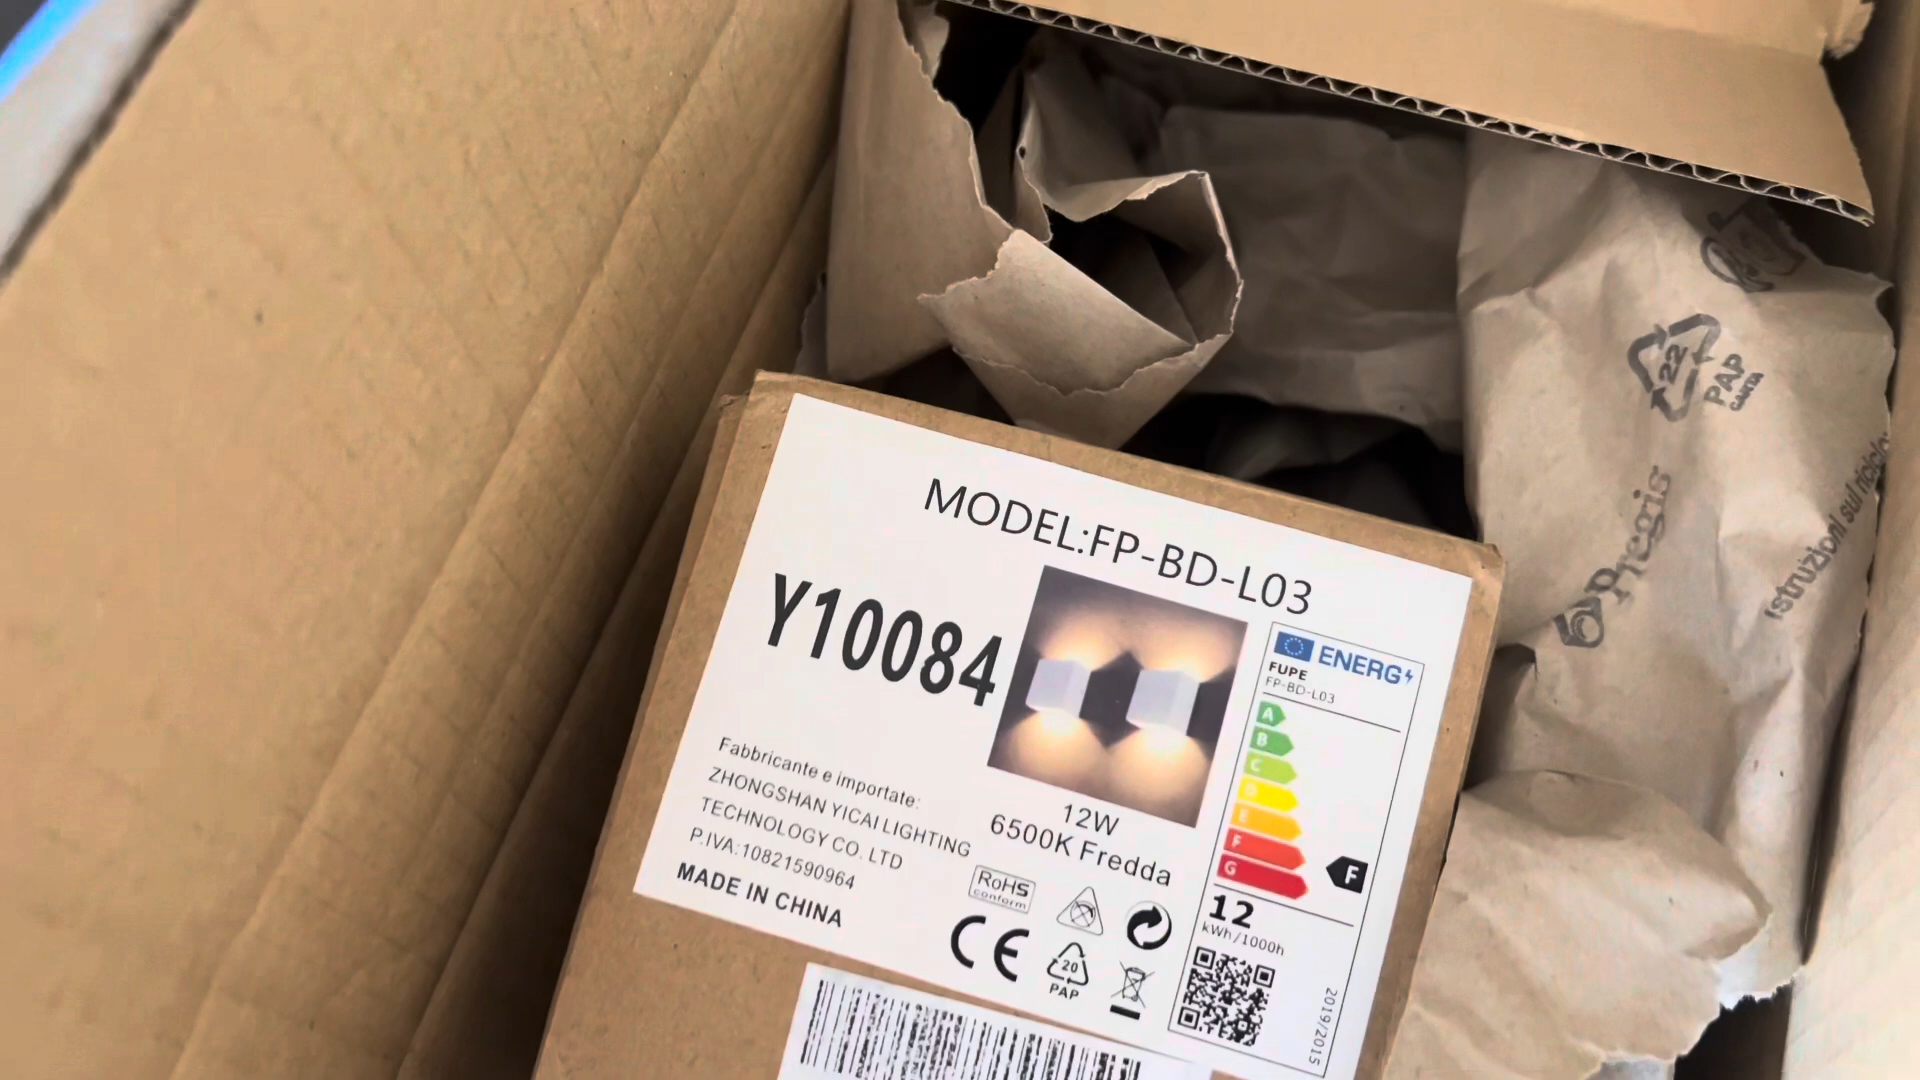 22
PAP
CARTA
Pregis
Istruzioni sul riciclo
MODEL:FP-BD-L03
Y10084
Fabbricante e importate:
ZHONGSHAN YICAI LIGHTING
TECHNOLOGY CO. LTD
P.IVA:10821590964
MADE IN CHINA
12W
6500K Fredda
RoHS
conform
CE
20
PAP
ENERG
FUPE
FP-BD-L03
A
B
C
D
E
F
G
F
12
kWh/1000h
2019/2015